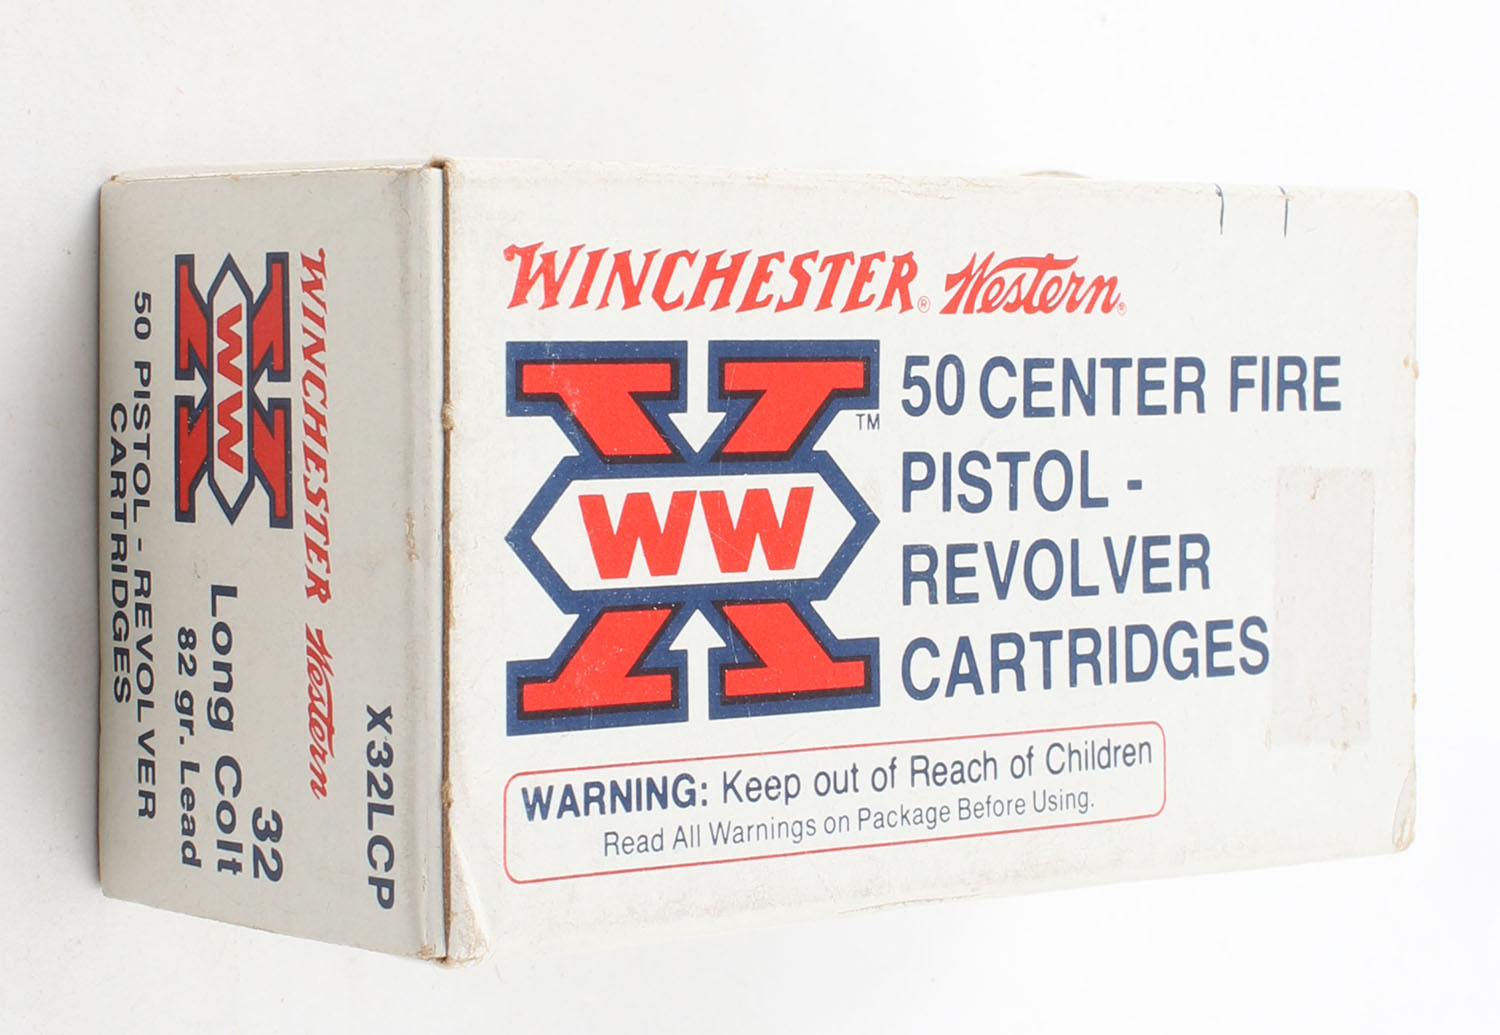 WINCHESTER® Western®
WW
TM
50 CENTER FIRE
PISTOL -
REVOLVER
CARTRIDGES
WARNING: Keep out of Reach of Children
Read All Warnings on Package Before Using.
X32LCP
WINCHESTER Western
WW
32
Long Colt
82 gr. Lead
50 PISTOL - REVOLVER
CARTRIDGES